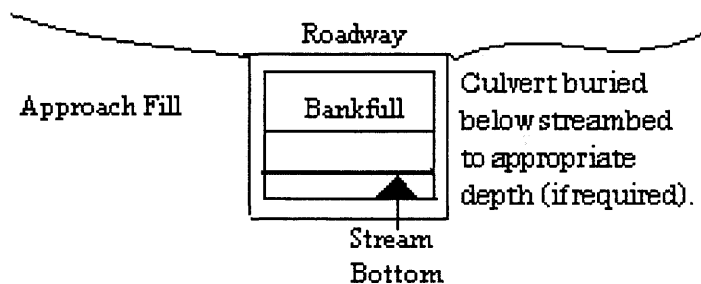 Roadway
Approach Fill
Bankfull
Culvert buried
below streambed
to appropriate
depth (if required).
Stream
Bottom